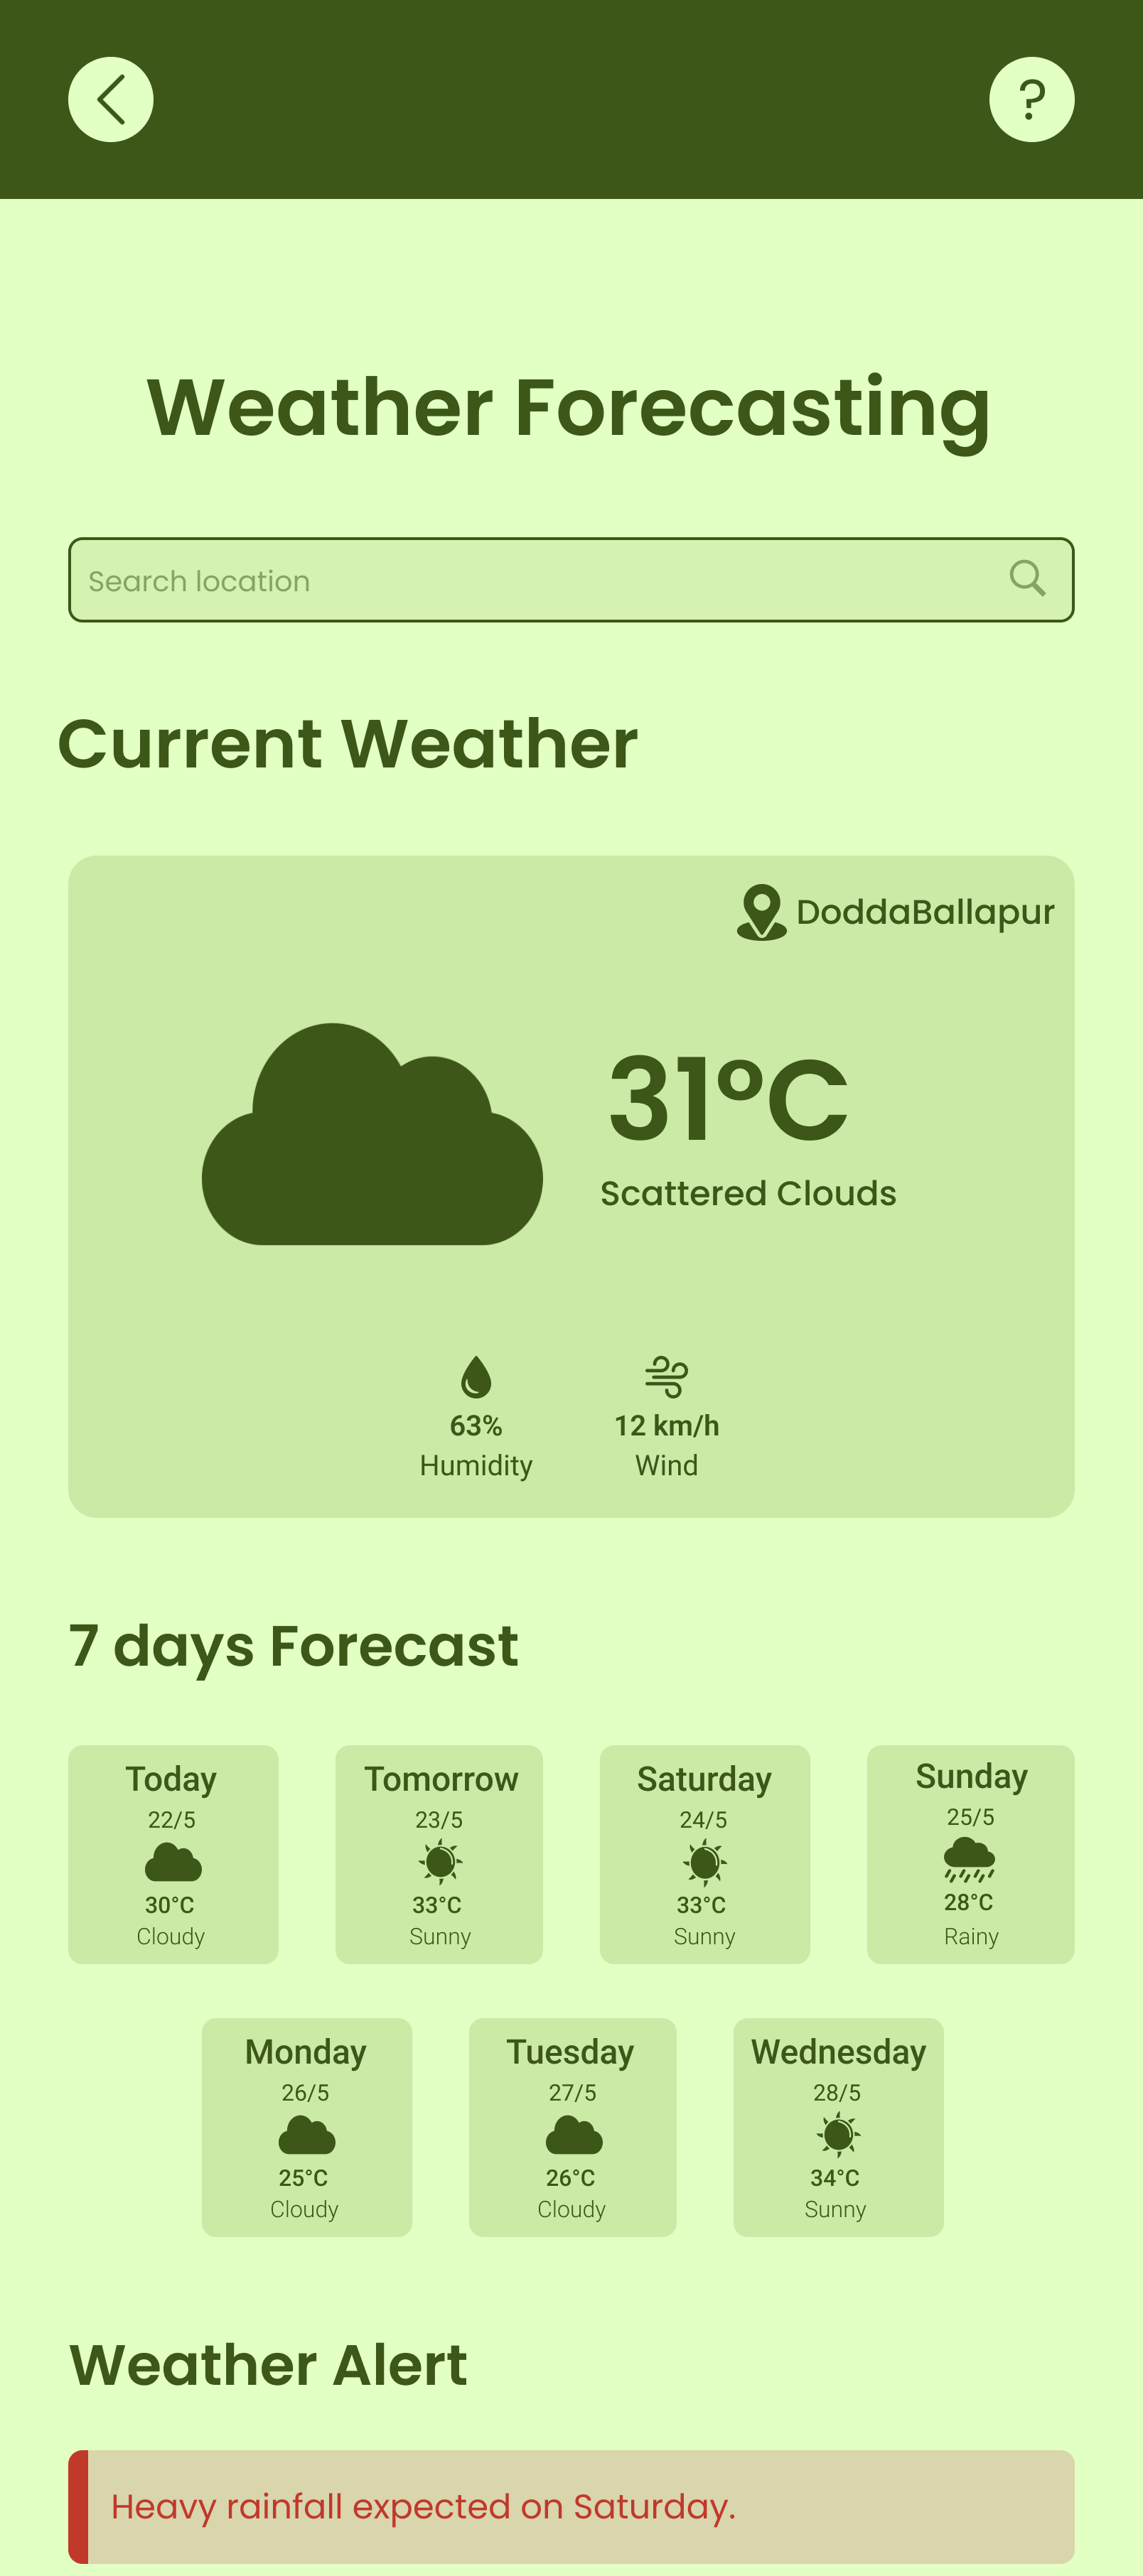 ?
Weather Forecasting
Search location
Current Weather
DoddaBallapur
31°C
Scattered Clouds
63%
Humidity
12 km/h
Wind
7 days Forecast
Today
22/5
30°C
Cloudy
Tomorrow
23/5
33°C
Sunny
Saturday
24/5
33°C
Sunny
Sunday
25/5
28°C
Rainy
Monday
26/5
25°C
Cloudy
Tuesday
27/5
26°C
Cloudy
Wednesday
28/5
34°C
Sunny
Weather Alert
Heavy rainfall expected on Saturday.